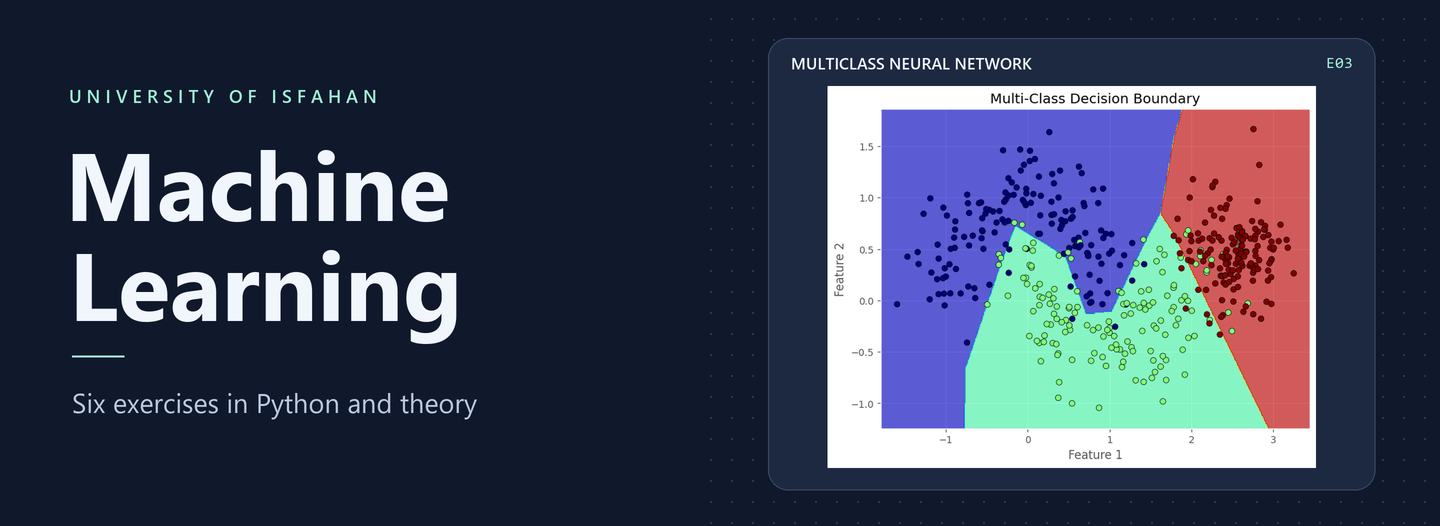 UNIVERSITY OF ISFAHAN
Machine
Learning
Six exercises in Python and theory
MULTICLASS NEURAL NETWORK
E03
Multi-Class Decision Boundary
Feature 2
1.5
1.0
0.5
0.0
−0.5
−1.0
−1
0
1
2
3
Feature 1